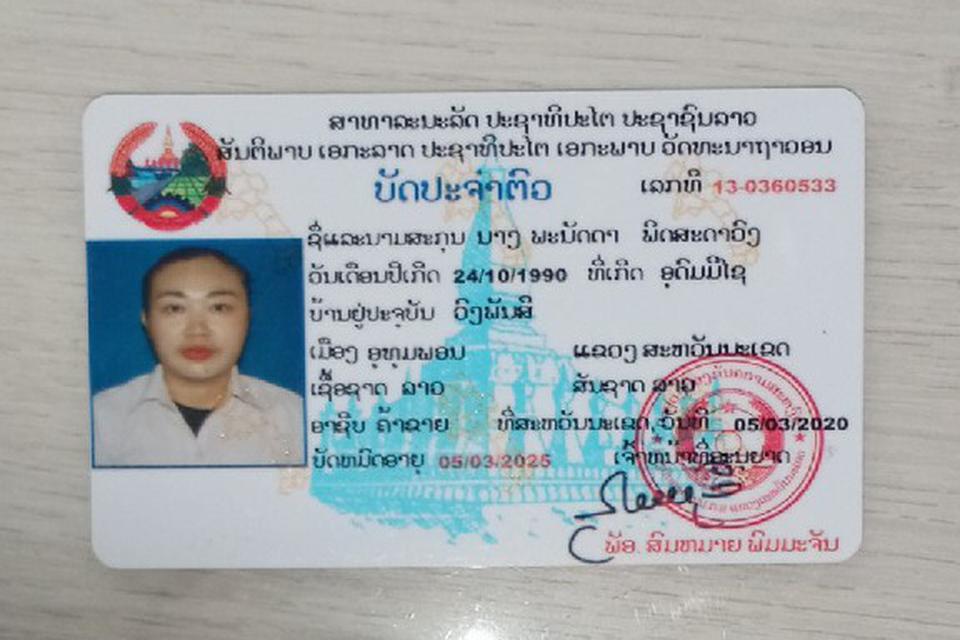 ສາທາລະນະລັດ ປະຊາທິປະໄຕ ປະຊາຊົນລາວ
ສັນຕິພາບ ເອກະລາດ ປະຊາທິປະໄຕ ເອກະພາບ ວັດທະນາຖາວອນ
ບັດປະຈຳຕົວ ເລກທີ 13-0360533
ຊື່ແລະນາມສະກຸນ ນາງ ພະນັດດາ ພິດສະດາວົງ
ວັນເດືອນປີເກີດ 24/10/1990 ທີ່ເກີດ ອຸດົມມີໄຊ
ບ້ານຢູ່ປະຈຸບັນ ວົງພັນສີ
ເມືອງ ອຸທຸມພອນ ແຂວງ ສະຫວັນນະເຂດ
ເຊື້ອຊາດ ລາວ ສັນຊາດ ລາວ
ອາຊີບ ຄ້າຂາຍ ທີ່ສະຫວັນນະເຂດ, ວັນທີ 05/03/2020
ບັດຫມົດອາຍຸ 05/03/2025 ເຈົ້າຫນ້າທີ່ອະນຸຍາດ
ພັອ. ສົມຫມາຍ ພິມມະຈັນ